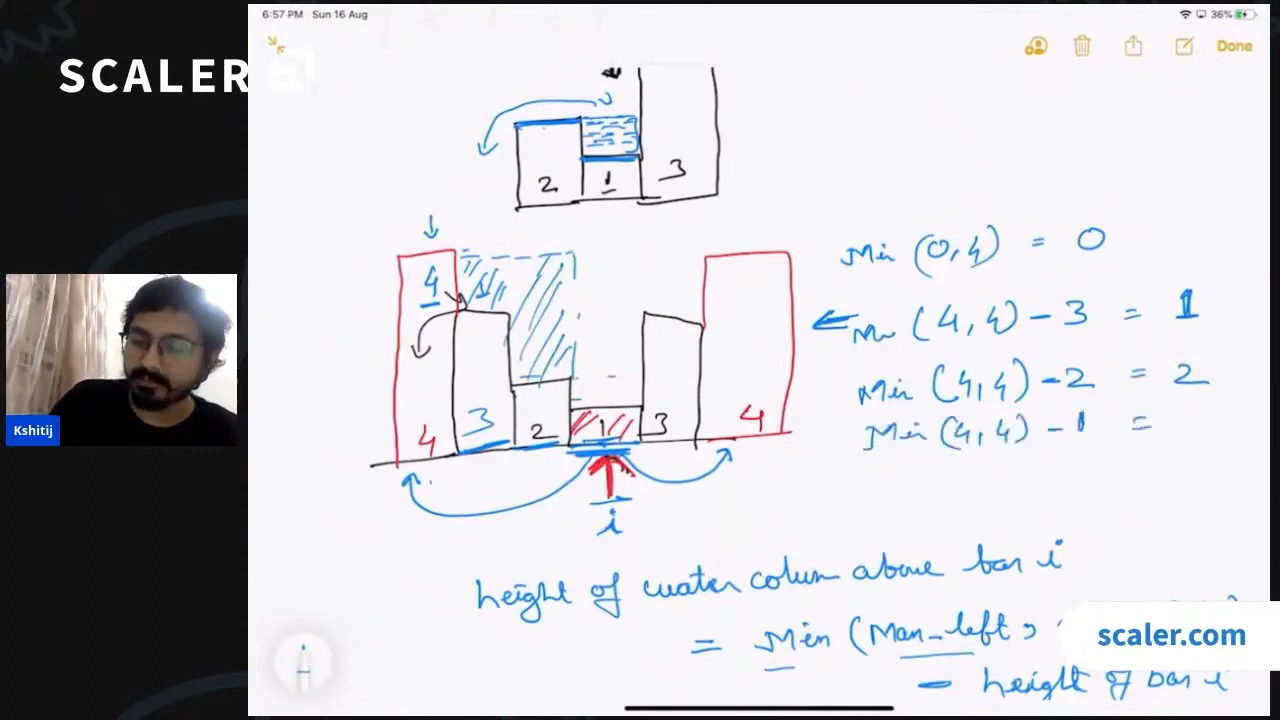 6:57 PM Sun 16 Aug
36%
SCALER
Done
2 1 3
4
4 3 2 1 3 4
i
Min (0,4) = 0
Min (4,4) - 3 = 1
Min (4,4) - 2 = 2
Min (4,4) - 1 =
Kshitij
height of water column above bar i
= Min (Max_left,
- height of bar i
scaler.com